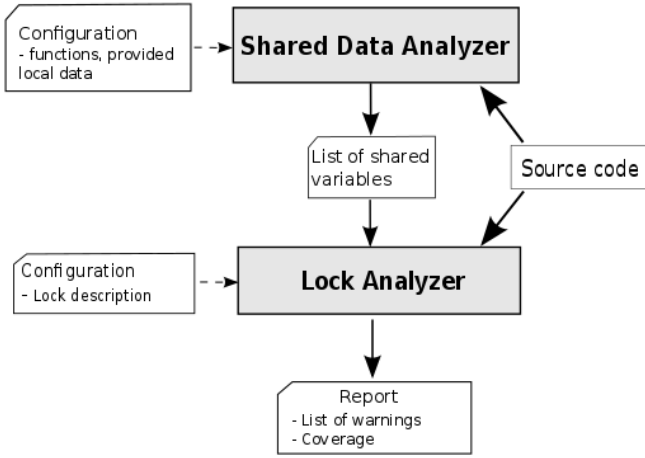 Configuration
- functions, provided
local data
Shared Data Analyzer
List of shared
variables
Source code
Configuration
- Lock description
Lock Analyzer
Report
- List of warnings
- Coverage